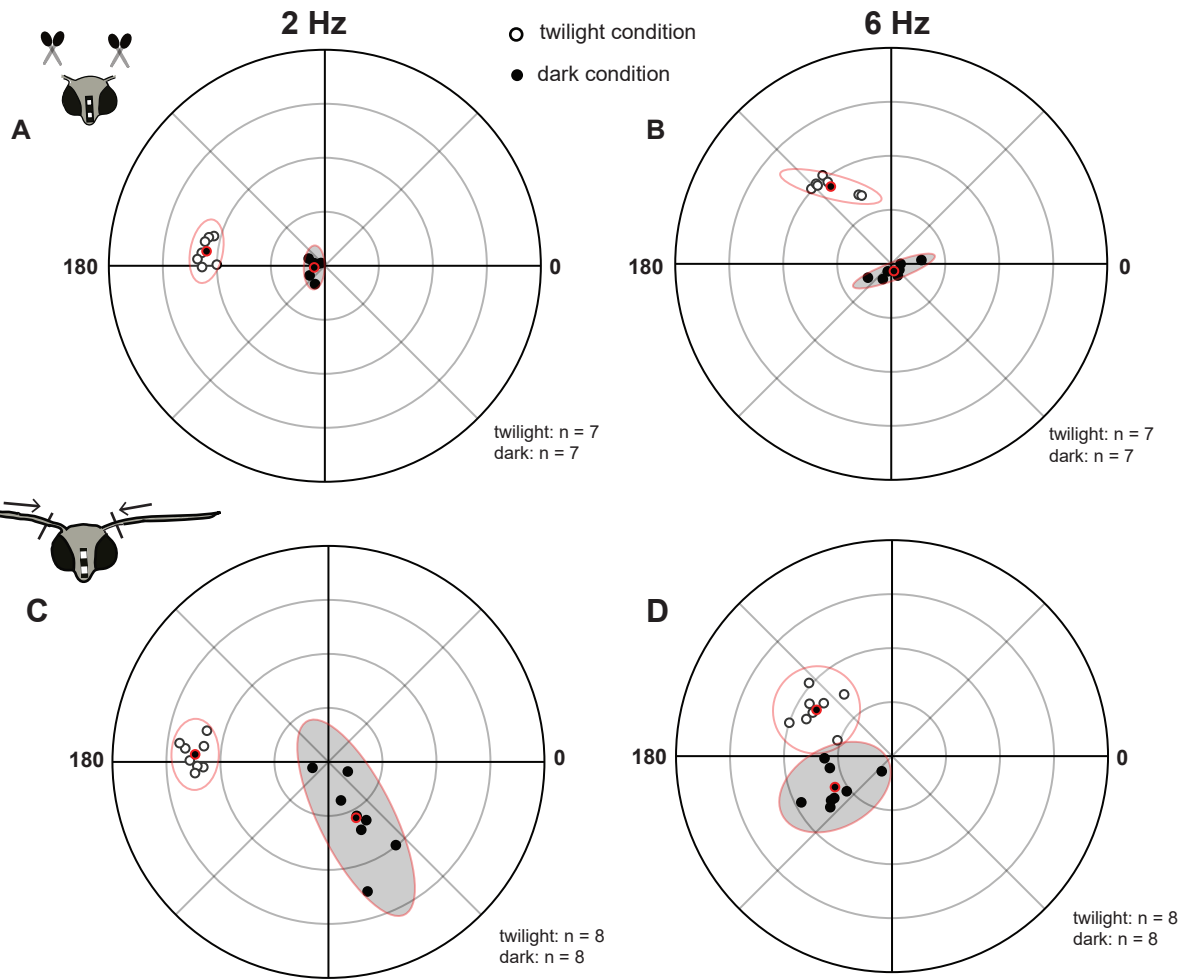 2 Hz
6 Hz
twilight condition
dark condition
A
B
180
0
180
0
twilight: n = 7
dark: n = 7
twilight: n = 7
dark: n = 7
C
D
180
0
180
0
twilight: n = 8
dark: n = 8
twilight: n = 8
dark: n = 8